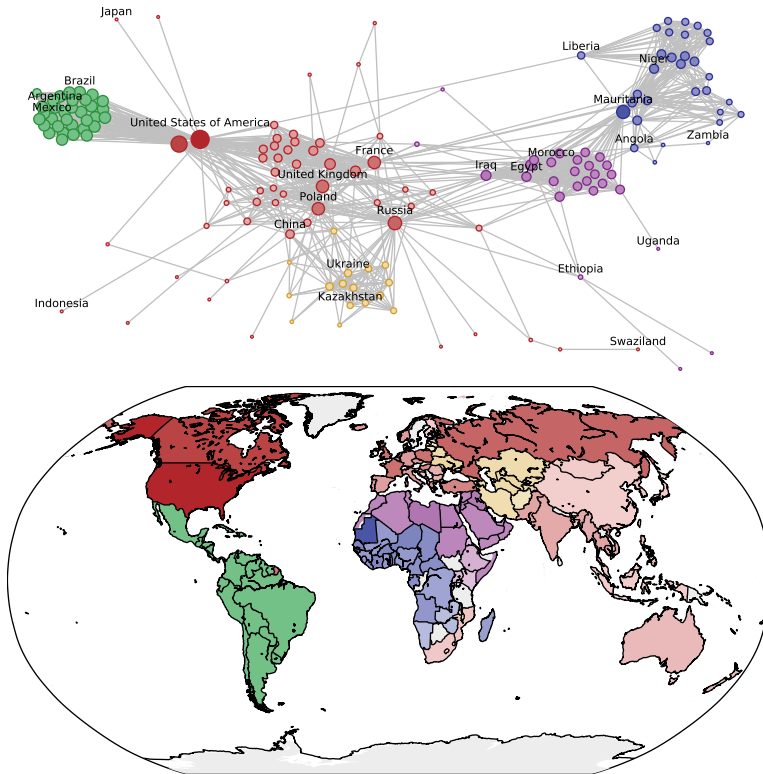 Japan
Liberia
Niger
Brazil
Argentina
Mexico
Mauritania
United States of America
Zambia
Angola
France
Morocco
Iraq
Egypt
United Kingdom
Poland
Russia
China
Uganda
Ukraine
Ethiopia
Kazakhstan
Indonesia
Swaziland